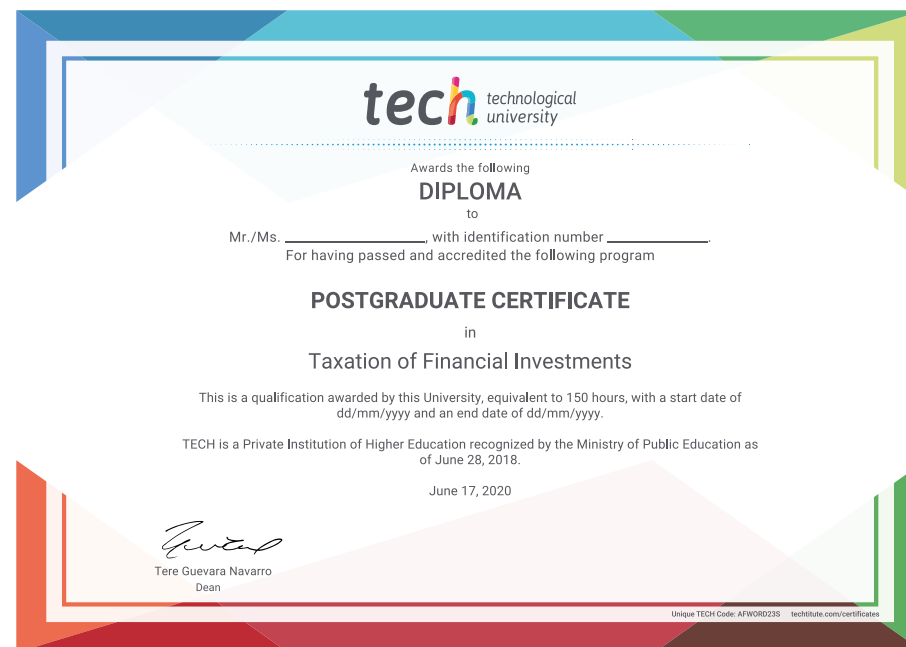 tech technological
university
Awards the following
DIPLOMA
to
Mr./Ms. ____________________, with identification number ______________.
For having passed and accredited the following program
POSTGRADUATE CERTIFICATE
in
Taxation of Financial Investments
This is a qualification awarded by this University, equivalent to 150 hours, with a start date of
dd/mm/yyyy and an end date of dd/mm/yyyy.
TECH is a Private Institution of Higher Education recognized by the Ministry of Public Education as
of June 28, 2018.
June 17, 2020
Tere Guevara Navarro
Dean
Unique TECH Code: AFWORD23S techtitute.com/certificates